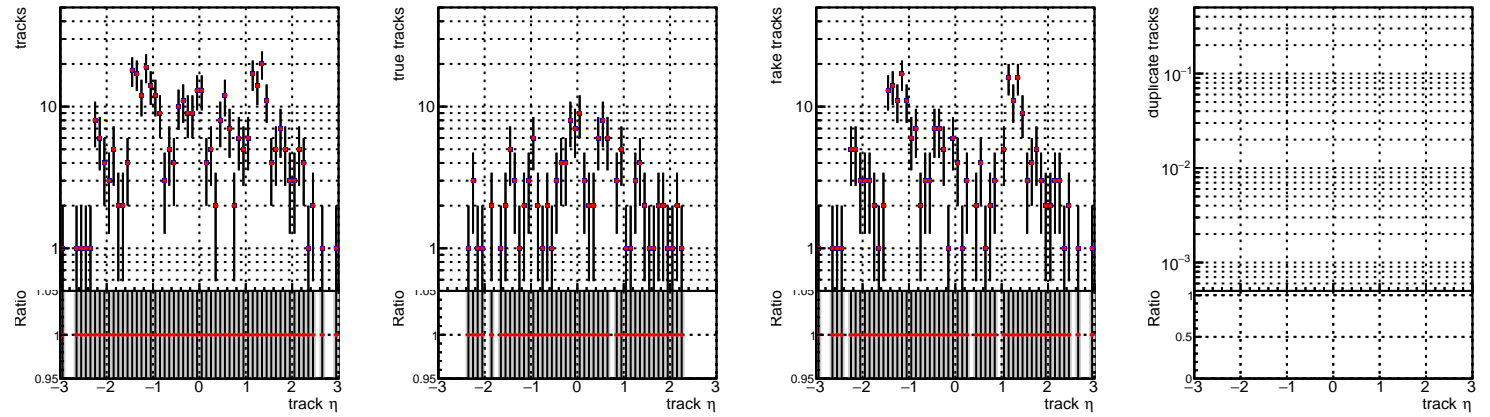 tracks
10
1
Ratio
1.05
1
0.95
−3 −2 −1 0 1 2 3
track η
true tracks
10
1
Ratio
1.05
1
0.95
−3 −2 −1 0 1 2 3
track η
fake tracks
10
1
Ratio
1.05
1
0.95
−3 −2 −1 0 1 2 3
track η
duplicate tracks
10−1
10−2
10−3
Ratio
1
0.5
0
−3 −2 −1 0 1 2 3
track η